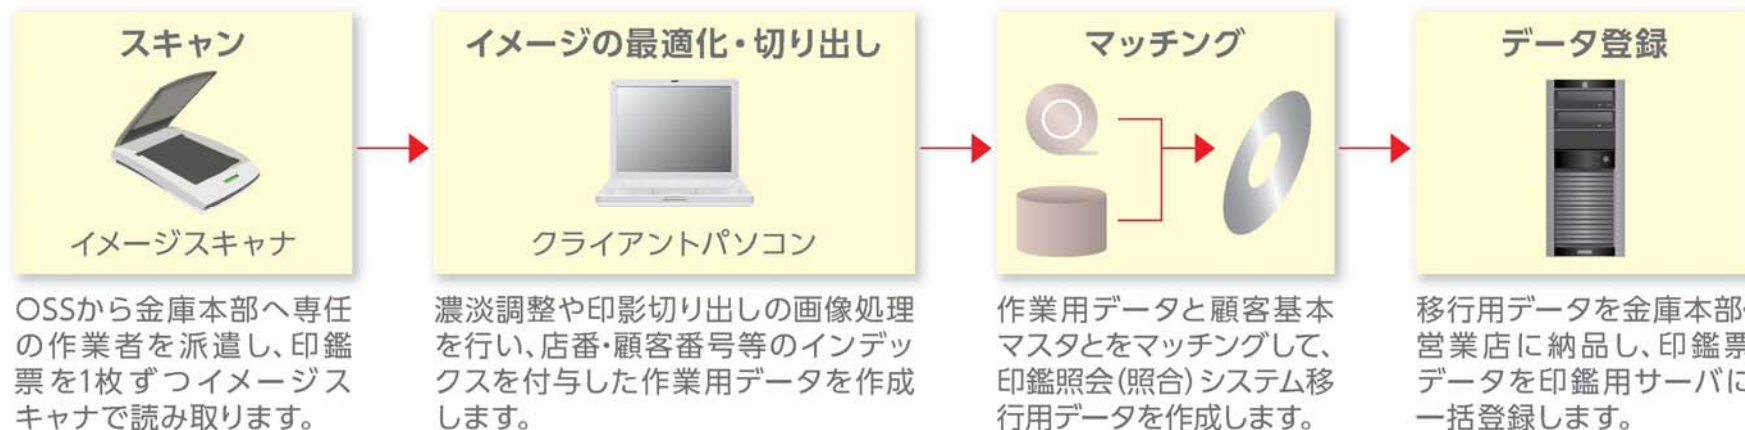 スキャン
イメージスキャナ
OSSから金庫本部へ専任
の作業者を派遣し、印鑑
票を1枚ずつイメージス
キャナで読み取ります。
イメージの最適化・切り出し
クライアントパソコン
濃淡調整や印影切り出しの画像処理
を行い、店番・顧客番号等のインデッ
クスを付与した作業用データを作成
します。
マッチング
作業用データと顧客基本
マスタとをマッチングして、
印鑑照会(照合)システム移
行用データを作成します。
データ登録
移行用データを金庫本部
営業店に納品し、印鑑票
データを印鑑用サーバに
一括登録します。